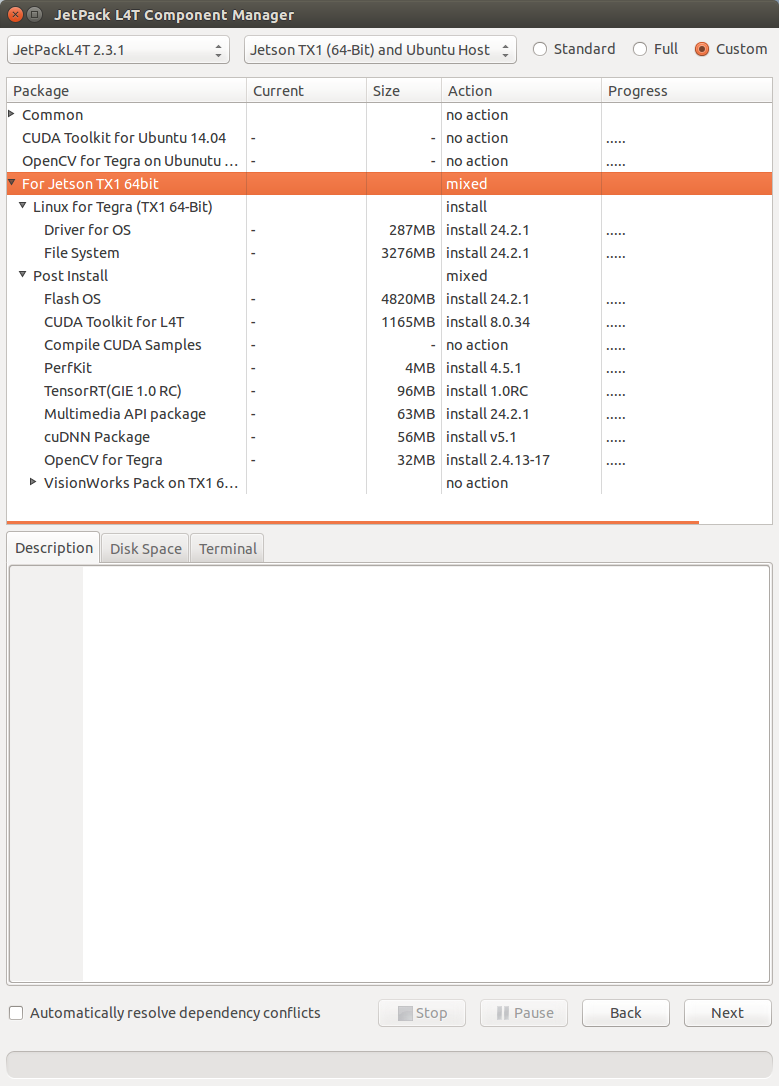 JetPack L4T Component Manager
JetPackL4T 2.3.1 Jetson TX1 (64-Bit) and Ubuntu Host Standard Full Custom
Package Current Size Action Progress
Common no action
CUDA Toolkit for Ubuntu 14.04 - - no action .....
OpenCV for Tegra on Ubunutu ... - - no action .....
For Jetson TX1 64bit mixed
Linux for Tegra (TX1 64-Bit) install
Driver for OS - 287MB install 24.2.1 .....
File System - 3276MB install 24.2.1 .....
Post Install mixed
Flash OS - 4820MB install 24.2.1 .....
CUDA Toolkit for L4T - 1165MB install 8.0.34 .....
Compile CUDA Samples - - no action .....
PerfKit - 4MB install 4.5.1 .....
TensorRT(GIE 1.0 RC) - 96MB install 1.0RC .....
Multimedia API package - 63MB install 24.2.1 .....
cuDNN Package - 56MB install v5.1 .....
OpenCV for Tegra - 32MB install 2.4.13-17 .....
VisionWorks Pack on TX1 6... no action
Description Disk Space Terminal
Automatically resolve dependency conflicts Stop Pause Back Next